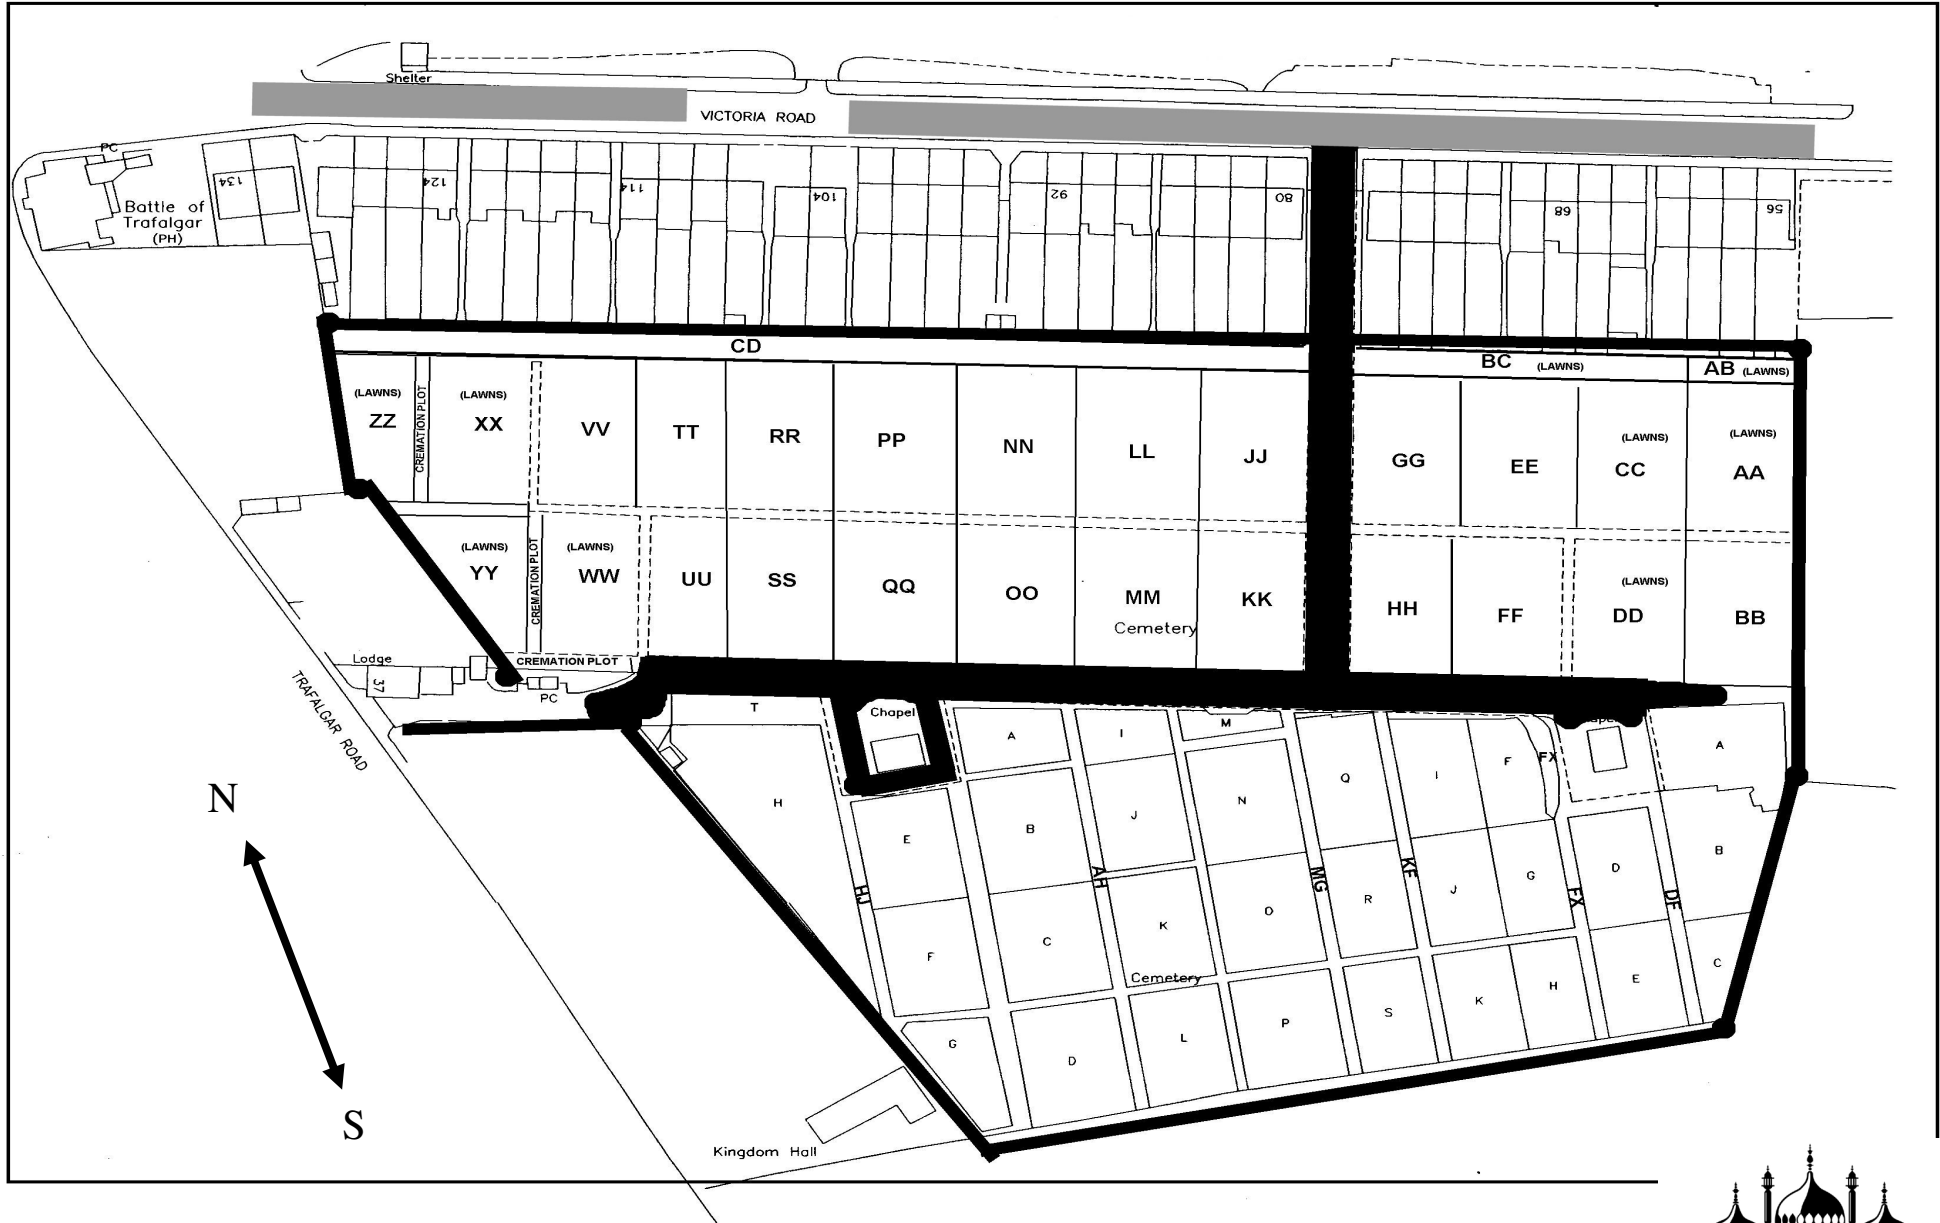 Shelter
VICTORIA ROAD
PC
134
124
114
104
92
80
68
56
Battle of
Trafalgar
(PH)
CD
BC (LAWNS)
AB (LAWNS)
(LAWNS)
ZZ
CREMATION PLOT
(LAWNS)
XX
VV
TT
RR
PP
NN
LL
JJ
GG
EE
(LAWNS)
CC
(LAWNS)
AA
(LAWNS)
YY
CREMATION PLOT
(LAWNS)
WW
UU
SS
QQ
OO
MM
Cemetery
KK
HH
FF
(LAWNS)
DD
BB
Lodge
37
CREMATION PLOT
PC
TRAFALGAR ROAD
T
Chapel
A
I
M
Q
I
F
FX
A
H
E
B
J
N
HJ
AH
MG
KF
FX
DF
R
J
G
D
B
F
C
K
O
Cemetery
S
K
H
E
C
G
D
L
P
N
S
Kingdom Hall